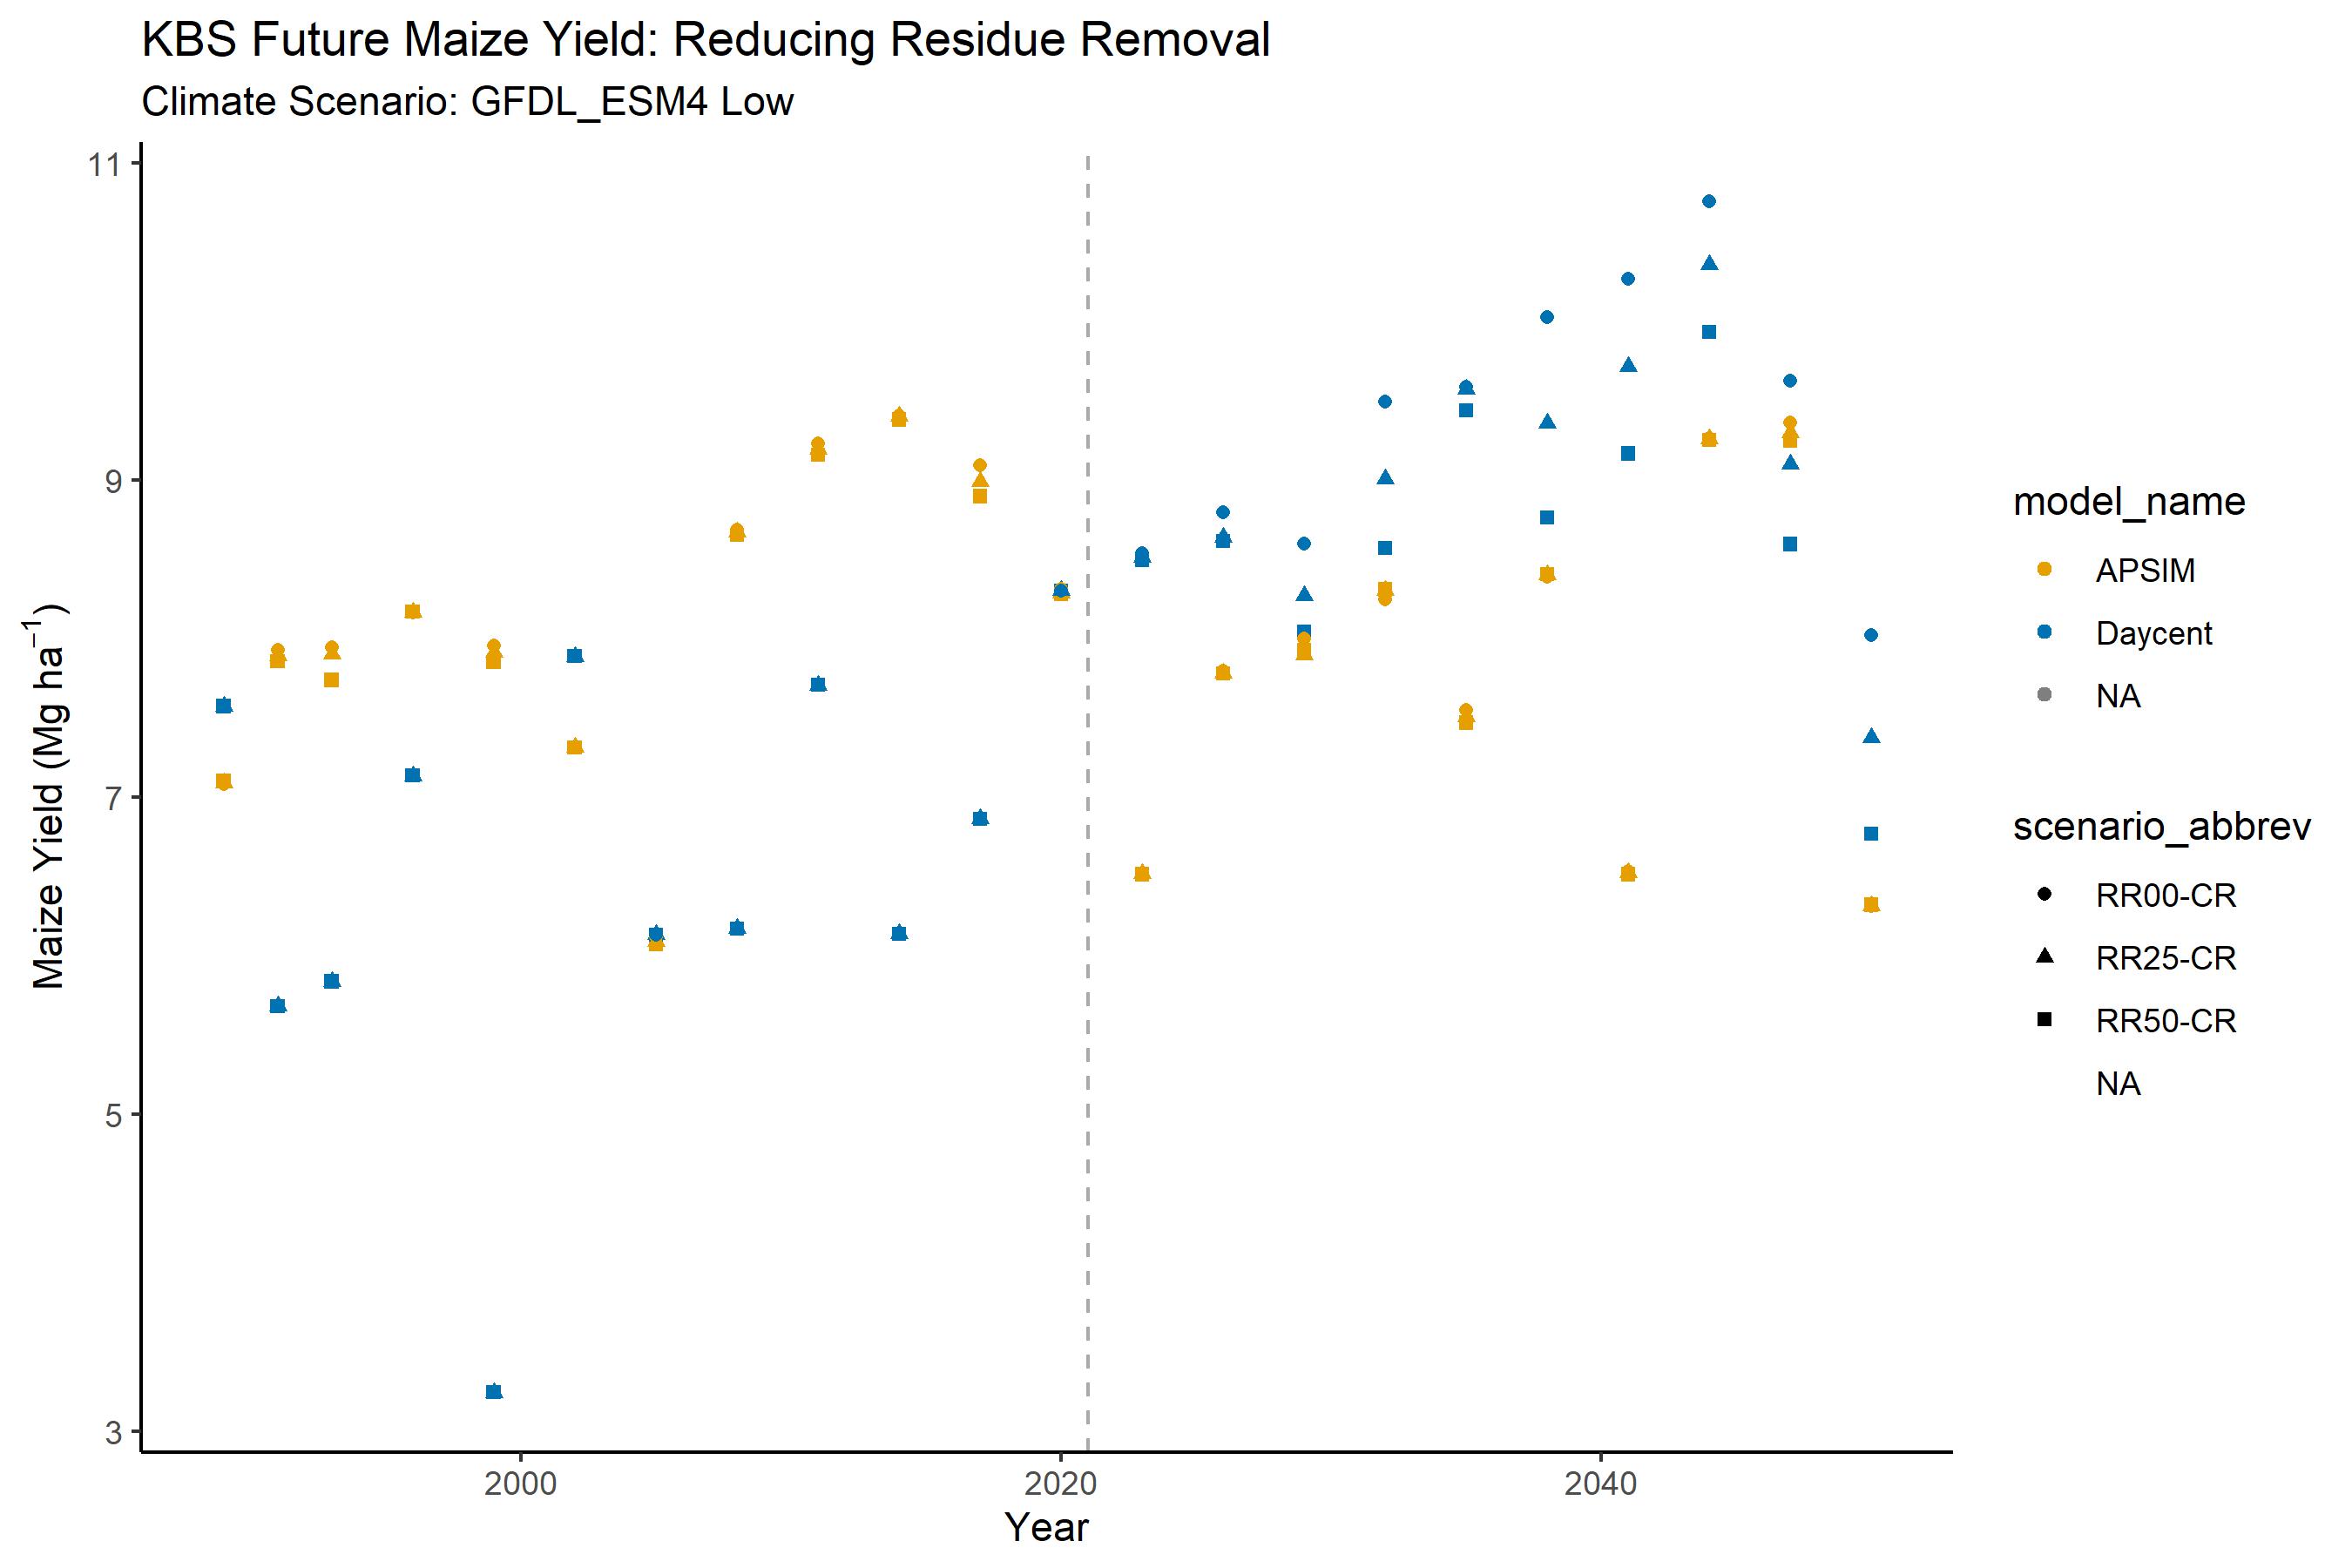 KBS Future Maize Yield: Reducing Residue Removal
Climate Scenario: GFDL_ESM4 Low
11
9
7
5
3
Maize Yield (Mg ha⁻¹)
2000 2020 2040
Year
model_name
APSIM
Daycent
NA
scenario_abbrev
RR00-CR
RR25-CR
RR50-CR
NA